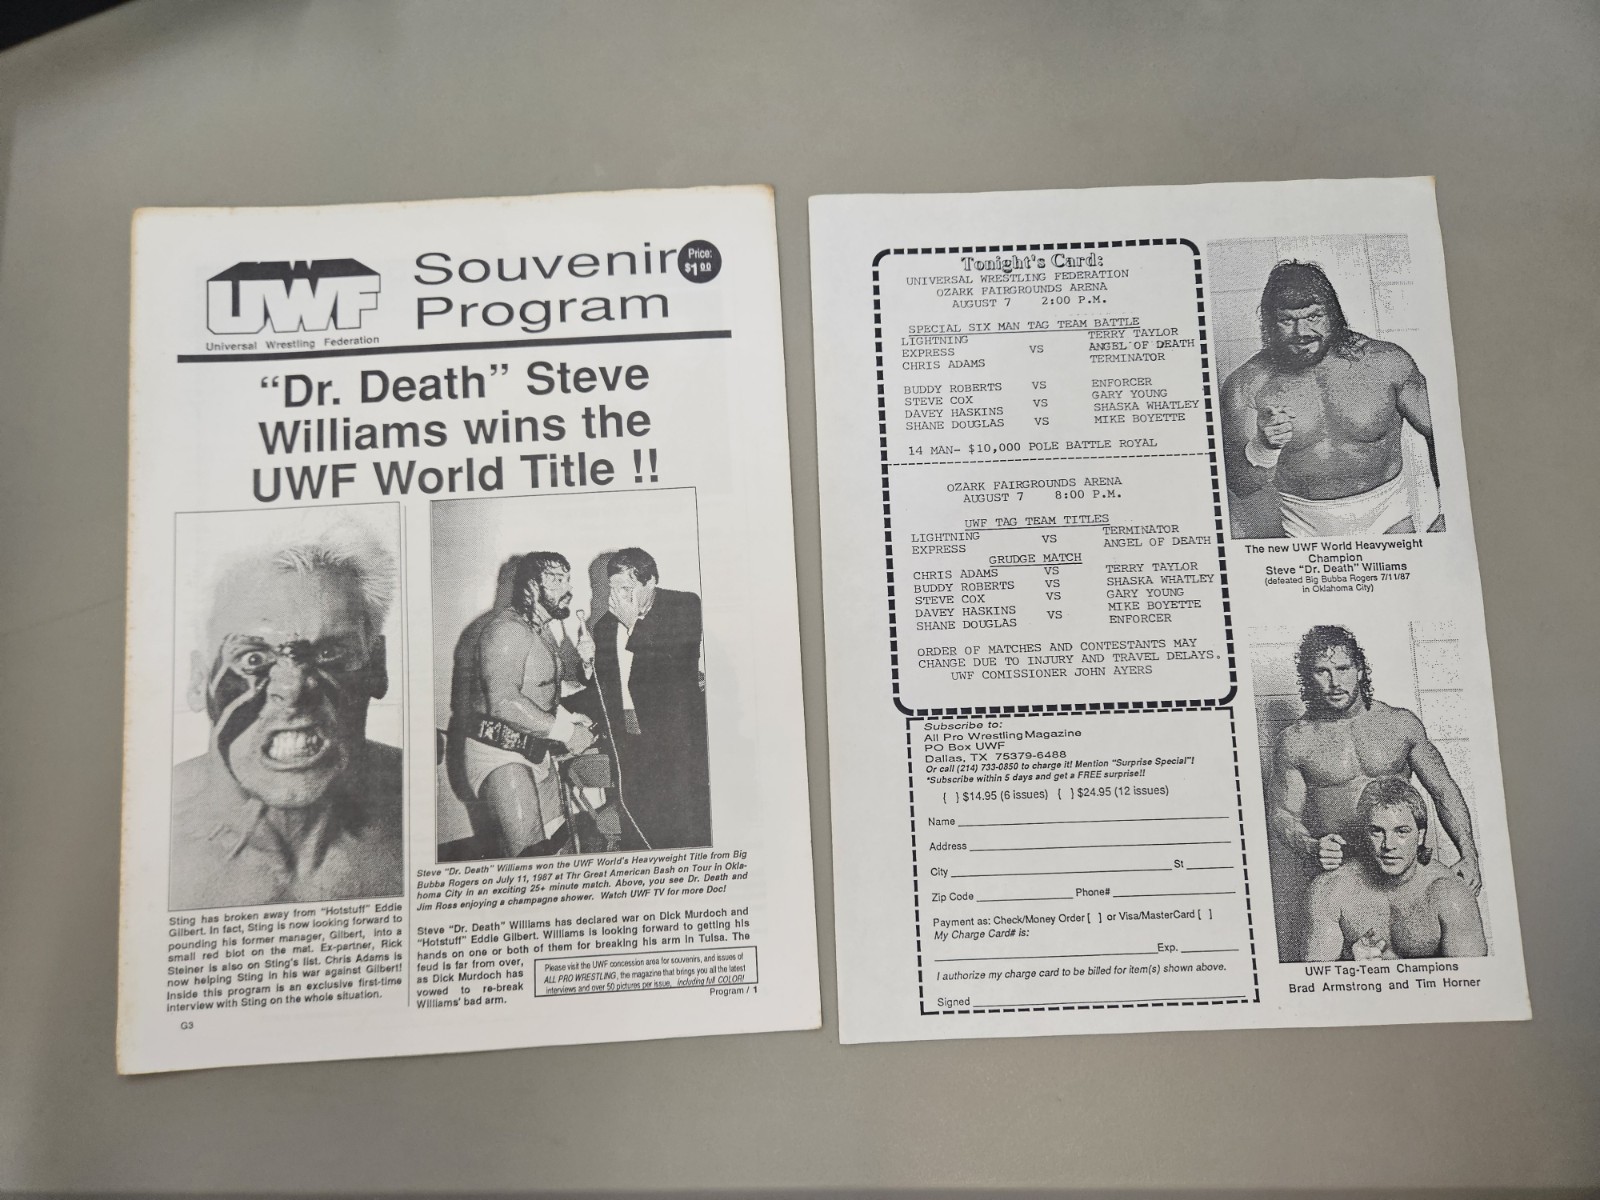 UWF
Universal Wrestling Federation
Souvenir
Program
Price:
$1.00
"Dr. Death" Steve
Williams wins the
UWF World Title !!
Sting has broken away from "Hotstuff" Eddie
Gilbert. In fact, Sting is now looking forward to
pounding his former manager, Gilbert, into a
small red blot on the mat. Ex-partner, Rick
Steiner is also on Sting's list. Chris Adams is
now helping Sting in his war against Gilbert!
Inside this program is an exclusive first-time
interview with Sting on the whole situation.
G3
Steve "Dr. Death" Williams won the UWF World's Heavyweight Title from Big
Bubba Rogers on July 11, 1987 at Thr Great American Bash on Tour in Okla-
homa City in an exciting 25+ minute match. Above, you see Dr. Death and
Jim Ross enjoying a champagne shower. Watch UWF TV for more Doc!
Steve "Dr. Death" Williams has declared war on Dick Murdoch and
"Hotstuff" Eddie Gilbert. Williams is looking forward to getting his
hands on one or both of them for breaking his arm in Tulsa. The
feud is far from over,
as Dick Murdoch has
vowed to re-break
Williams' bad arm.
Please visit the UWF concession area for souvenirs, and issues of
ALL PRO WRESTLING, the magazine that brings you all the latest
interviews and over 50 pictures per issue, including full COLOR!
Program / 1
Tonight's Card:
UNIVERSAL WRESTLING FEDERATION
OZARK FAIRGROUNDS ARENA
AUGUST 7 2:00 P.M.
SPECIAL SIX MAN TAG TEAM BATTLE
LIGHTNING TERRY TAYLOR
EXPRESS VS ANGEL OF DEATH
CHRIS ADAMS TERMINATOR
BUDDY ROBERTS VS ENFORCER
STEVE COX GARY YOUNG
DAVEY HASKINS VS SHASKA WHATLEY
SHANE DOUGLAS VS MIKE BOYETTE
14 MAN- $10,000 POLE BATTLE ROYAL
OZARK FAIRGROUNDS ARENA
AUGUST 7 8:00 P.M.
UWF TAG TEAM TITLES
LIGHTNING VS TERMINATOR
EXPRESS ANGEL OF DEATH
GRUDGE MATCH
CHRIS ADAMS VS TERRY TAYLOR
BUDDY ROBERTS VS SHASKA WHATLEY
STEVE COX VS GARY YOUNG
DAVEY HASKINS MIKE BOYETTE
SHANE DOUGLAS VS ENFORCER
ORDER OF MATCHES AND CONTESTANTS MAY
CHANGE DUE TO INJURY AND TRAVEL DELAYS.
UWF COMISSIONER JOHN AYERS
Subscribe to:
All Pro Wrestling Magazine
PO Box UWF
Dallas, TX 75379-6488
Or call (214) 733-0850 to charge it! Mention "Surprise Special"!
*Subscribe within 5 days and get a FREE surprise!!
{ } $14.95 (6 issues) { } $24.95 (12 issues)
Name
Address
City St
Zip Code Phone#
Payment as: Check/Money Order [ ] or Visa/MasterCard [ ]
My Charge Card# is:
Exp.
I authorize my charge card to be billed for item(s) shown above.
Signed
The new UWF World Heavyweight
Champion
Steve "Dr. Death" Williams
(defeated Big Bubba Rogers 7/11/87
in Oklahoma City)
UWF Tag-Team Champions
Brad Armstrong and Tim Horner